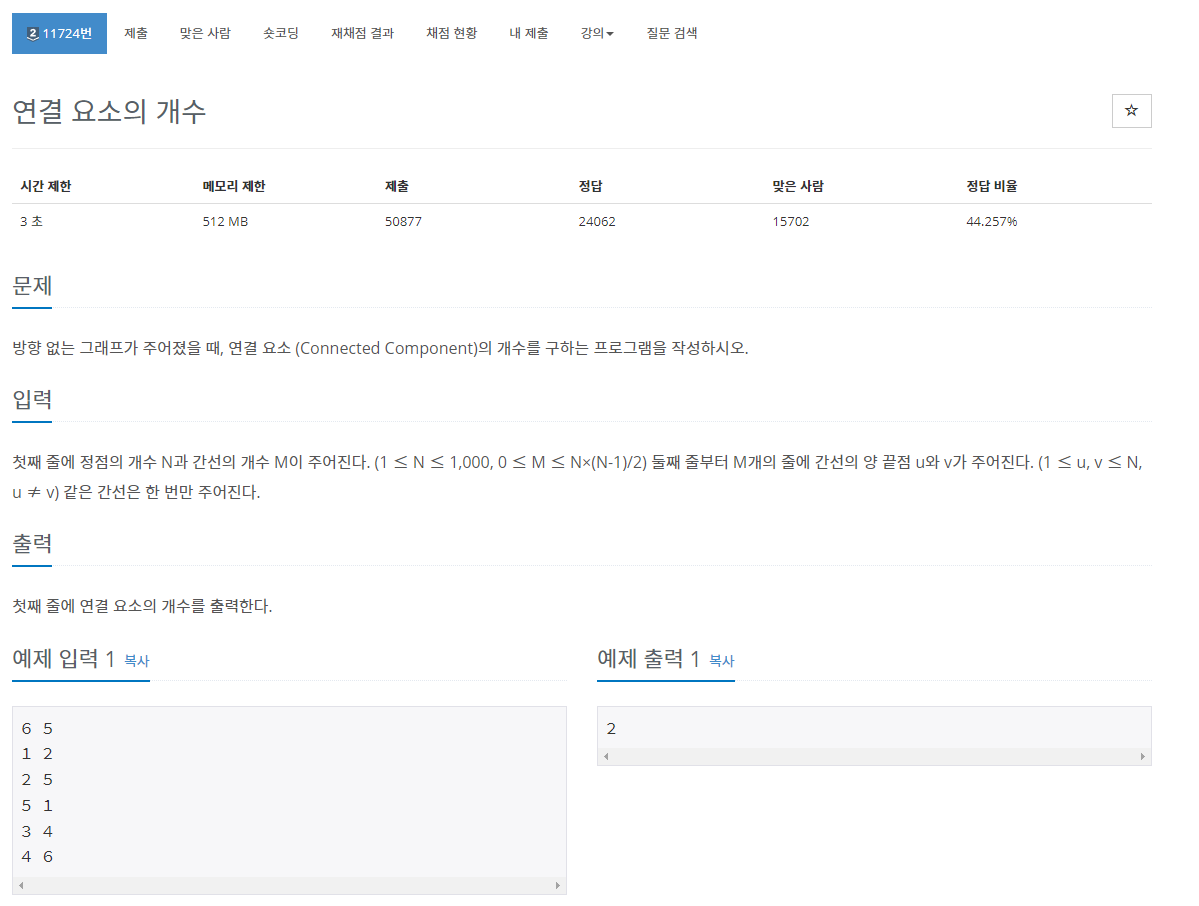 2 11724번 제출 맞은 사람 숏코딩 재채점 결과 채점 현황 내 제출 강의 질문 검색
연결 요소의 개수
시간 제한 메모리 제한 제출 정답 맞은 사람 정답 비율
3 초 512 MB 50877 24062 15702 44.257%
문제
방향 없는 그래프가 주어졌을 때, 연결 요소 (Connected Component)의 개수를 구하는 프로그램을 작성하시오.
입력
첫째 줄에 정점의 개수 N과 간선의 개수 M이 주어진다. (1 ≤ N ≤ 1,000, 0 ≤ M ≤ N×(N-1)/2) 둘째 줄부터 M개의 줄에 간선의 양 끝점 u와 v가 주어진다. (1 ≤ u, v ≤ N,
u ≠ v) 같은 간선은 한 번만 주어진다.
출력
첫째 줄에 연결 요소의 개수를 출력한다.
예제 입력 1 복사
6 5
1 2
2 5
5 1
3 4
4 6
예제 출력 1 복사
2